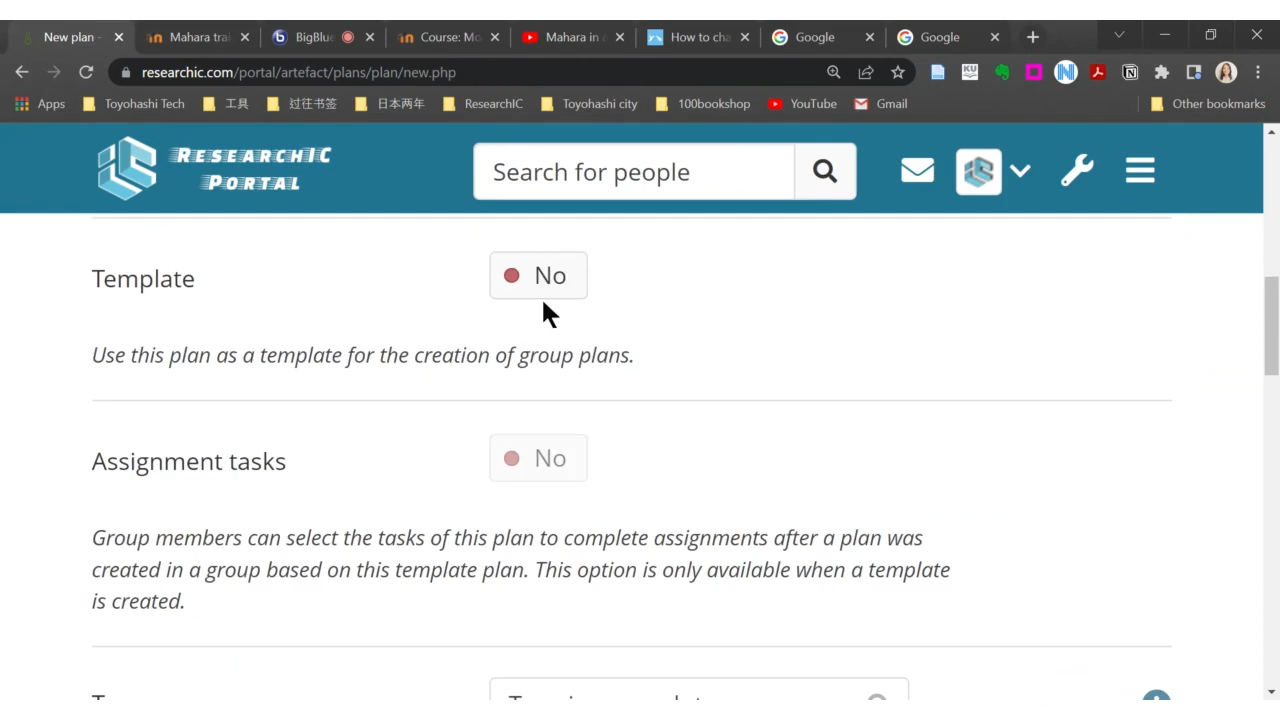 New plan -
Mahara trai
BigBlue
Course: Mo
Mahara in a
How to cha
Google
Google
researchic.com/portal/artefact/plans/plan/new.php
Apps
Toyohashi Tech
工具
过往书签
日本两年
ResearchIC
Toyohashi city
100bookshop
YouTube
Gmail
Other bookmarks
RESEARCHIC
PORTAL
Search for people
Template
No
Use this plan as a template for the creation of group plans.
Assignment tasks
No
Group members can select the tasks of this plan to complete assignments after a plan was
created in a group based on this template plan. This option is only available when a template
is created.